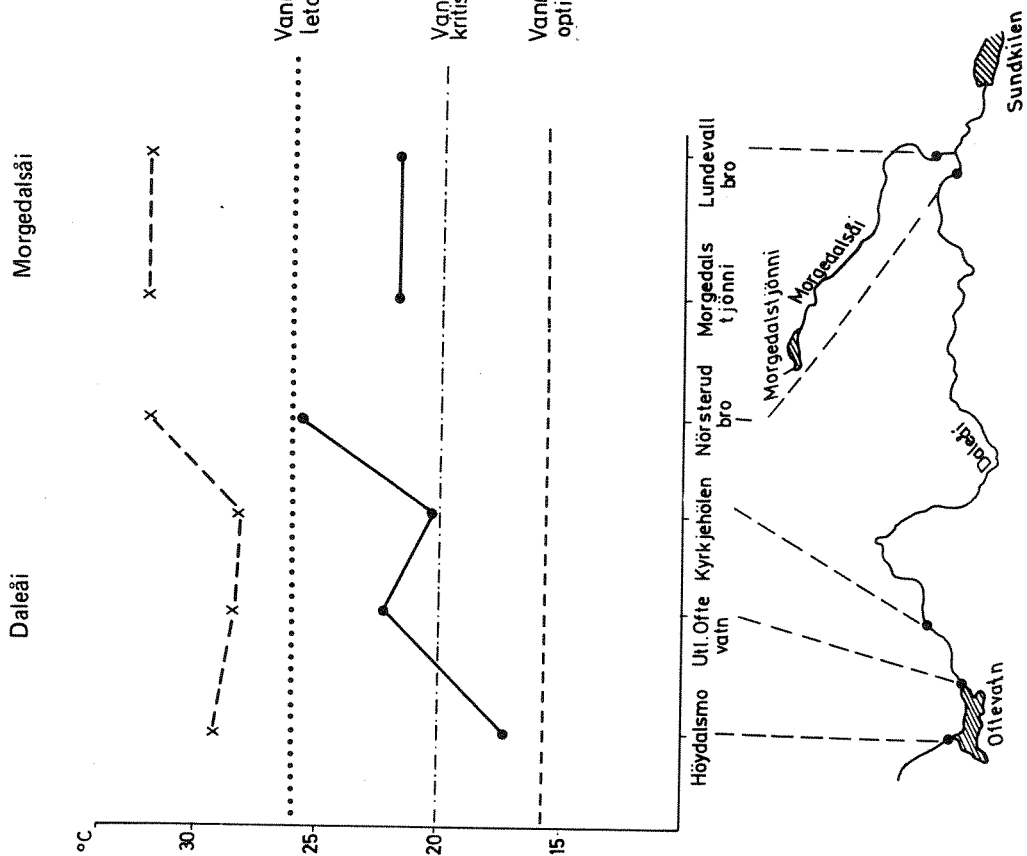 Daleåi
Morgedalsåi
°C
30
25
20
15
Höydalsmo
Utl.Ofte
vatn
Kyrkjehölen
Nörsterud
bro
Morgedals
tjönni
Lundevall
bro
Morgedalstjönni
Morgedalsåi
Daleåi
Oftevatn
Sundkilen